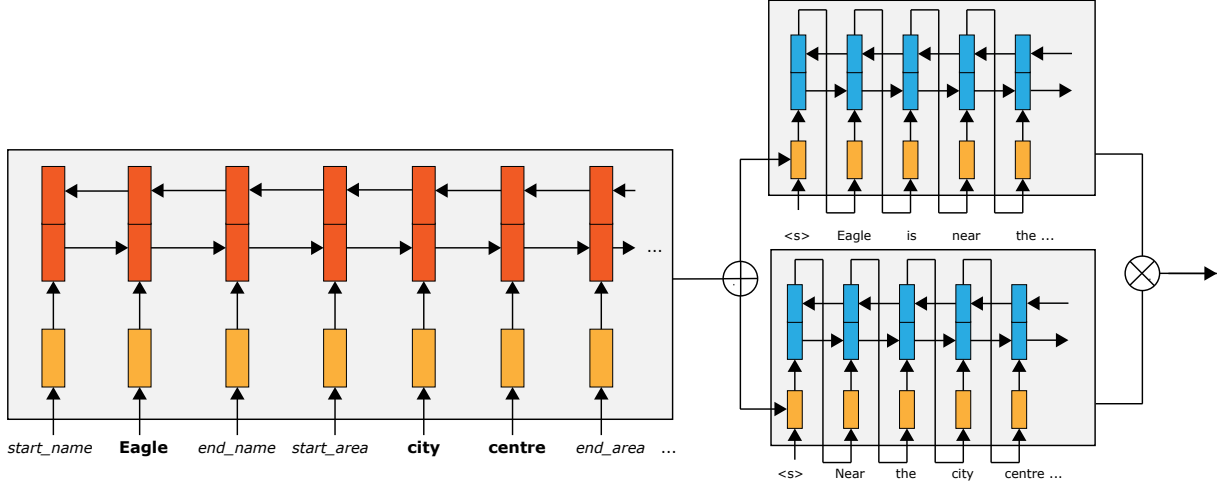 <s> Eagle is near the ...
...
start_name Eagle end_name start_area city centre end_area ...
<s> Near the city centre ...